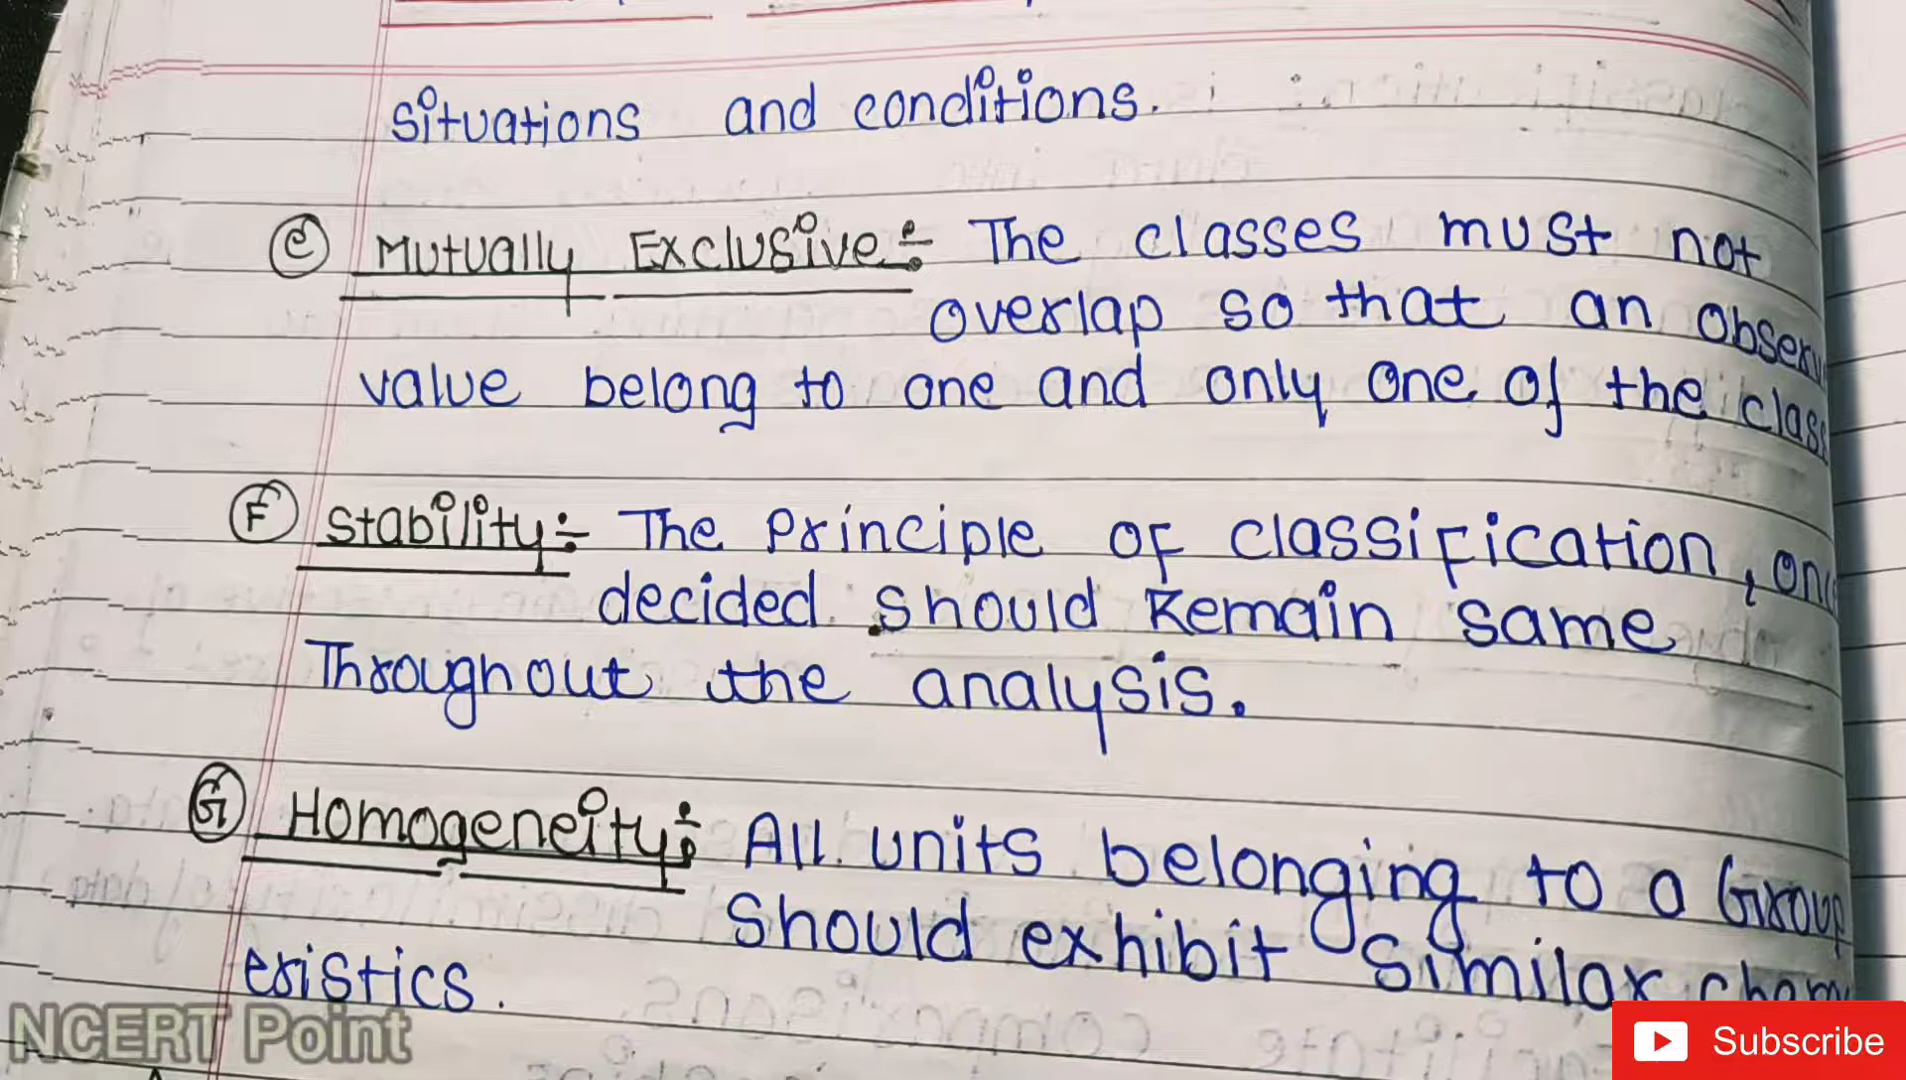 situations and conditions.
(e) Mutually Exclusive:- The classes must not
overlap so that an observ
value belong to one and only one of the class
(F) Stability:- The Principle of classification, onc
decided should Remain same
Throughout the analysis.
(G) Homogeneity:- All units belonging to a Group
Should exhibit similar char
eristics.
NCERT Point
Subscribe